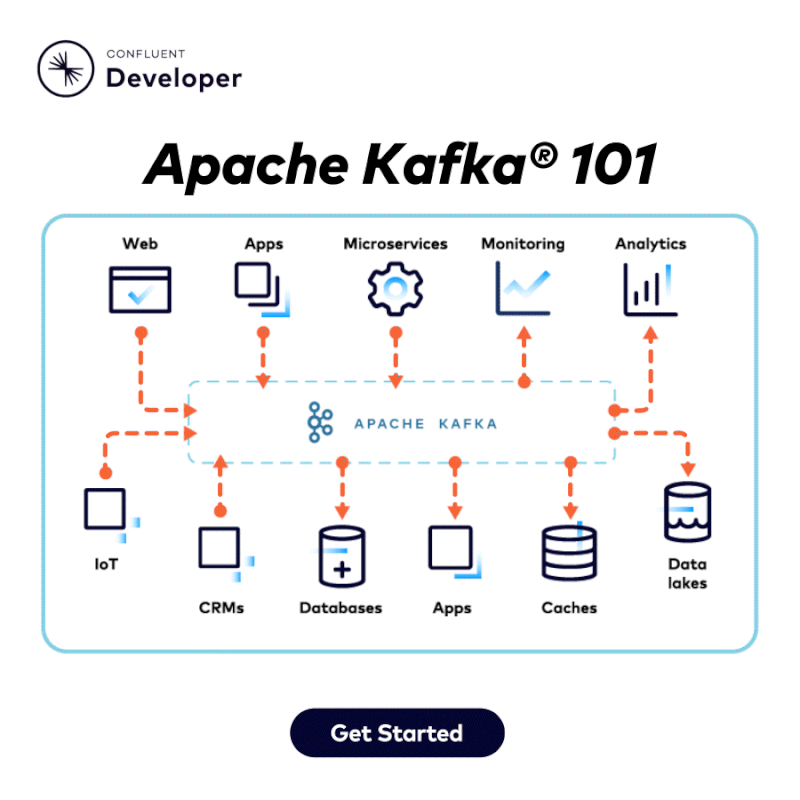 CONFLUENT
Developer
Apache Kafka® 101
Web Apps Microservices Monitoring Analytics
APACHE KAFKA
IoT
CRMs Databases Apps Caches
Data
lakes
Get Started